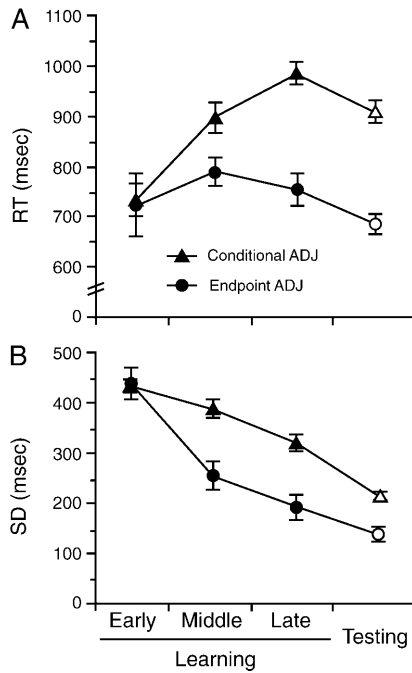 A
1100
1000
900
800
700
600
0
RT (msec)
Conditional ADJ
Endpoint ADJ
B
500
400
300
200
100
0
SD (msec)
Early Middle Late Testing
Learning